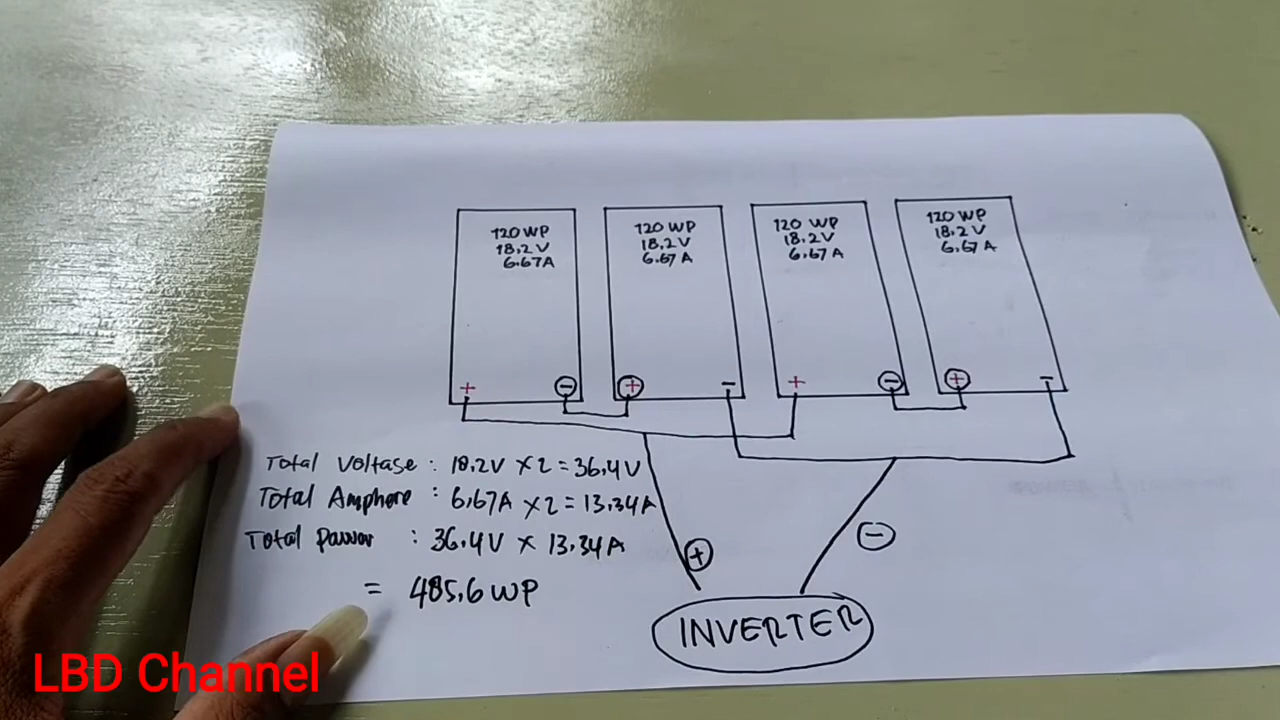 120 WP
18.2 V
6.67A
120 WP
18.2 V
6.67 A
120 WP
18.2 V
6.67 A
120 WP
18.2 V
6.67 A
+ - + - + - + -
Total Voltase : 18.2V x 2 = 36.4V
Total Amphere : 6.67A x 2 = 13.34A
Total Power : 36.4V x 13.34A
= 485.6 WP
+
-
INVERTER
LBD Channel